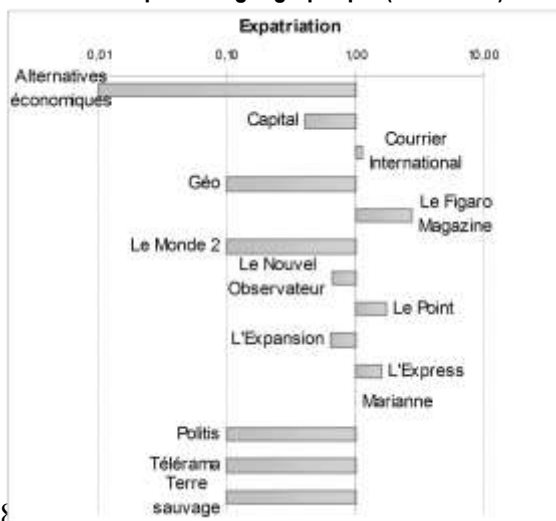 Expatriation
0,01 0,10 1,00 10,00
Alternatives
économiques
Capital
Courrier
International
Géo
Le Figaro
Magazine
Le Monde 2
Le Nouvel
Observateur
Le Point
L'Expansion
L'Express
Marianne
Politis
Télérama
Terre
sauvage